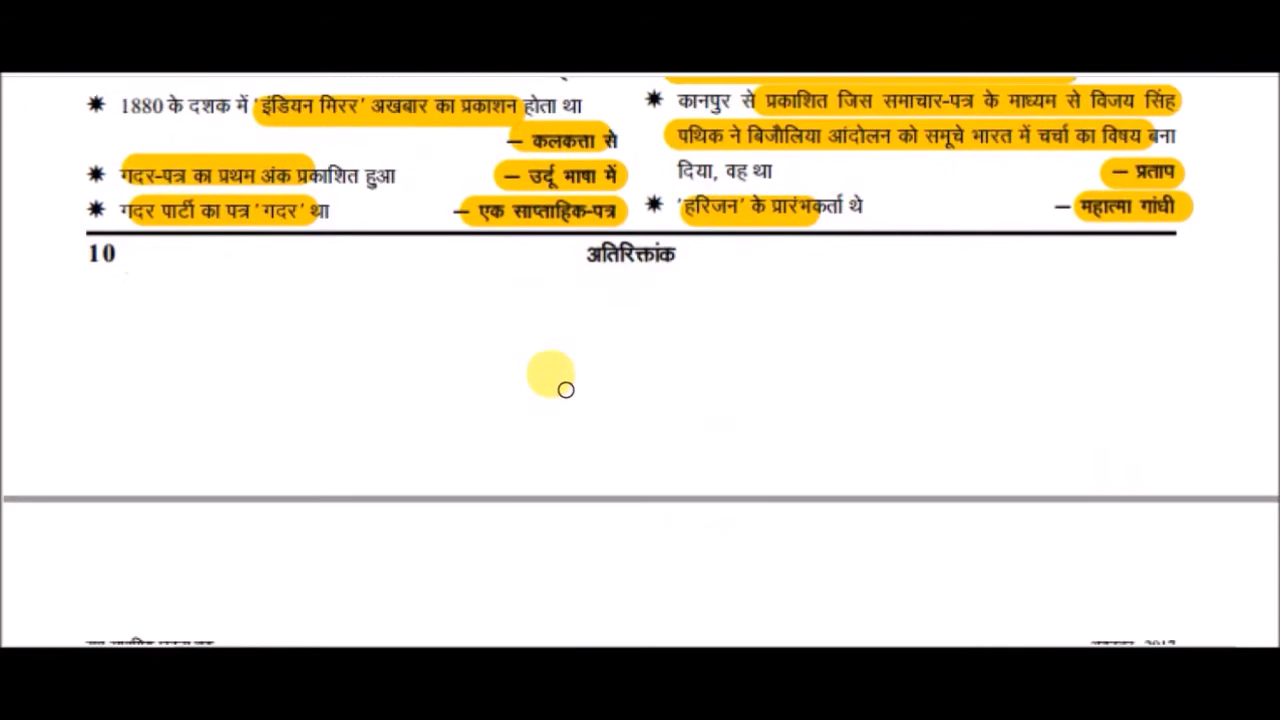 ✷ 1880 के दशक में 'इंडियन मिरर' अखबार का प्रकाशन होता था
– कलकत्ता से
✷ गदर-पत्र का प्रथम अंक प्रकाशित हुआ – उर्दू भाषा में
✷ गदर पार्टी का पत्र 'गदर' था – एक साप्ताहिक-पत्र
✷ कानपुर से प्रकाशित जिस समाचार-पत्र के माध्यम से विजय सिंह
पथिक ने बिजौलिया आंदोलन को समूचे भारत में चर्चा का विषय बना
दिया, वह था – प्रताप
✷ 'हरिजन' के प्रारंभकर्ता थे – महात्मा गांधी
10 अतिरिक्तांक